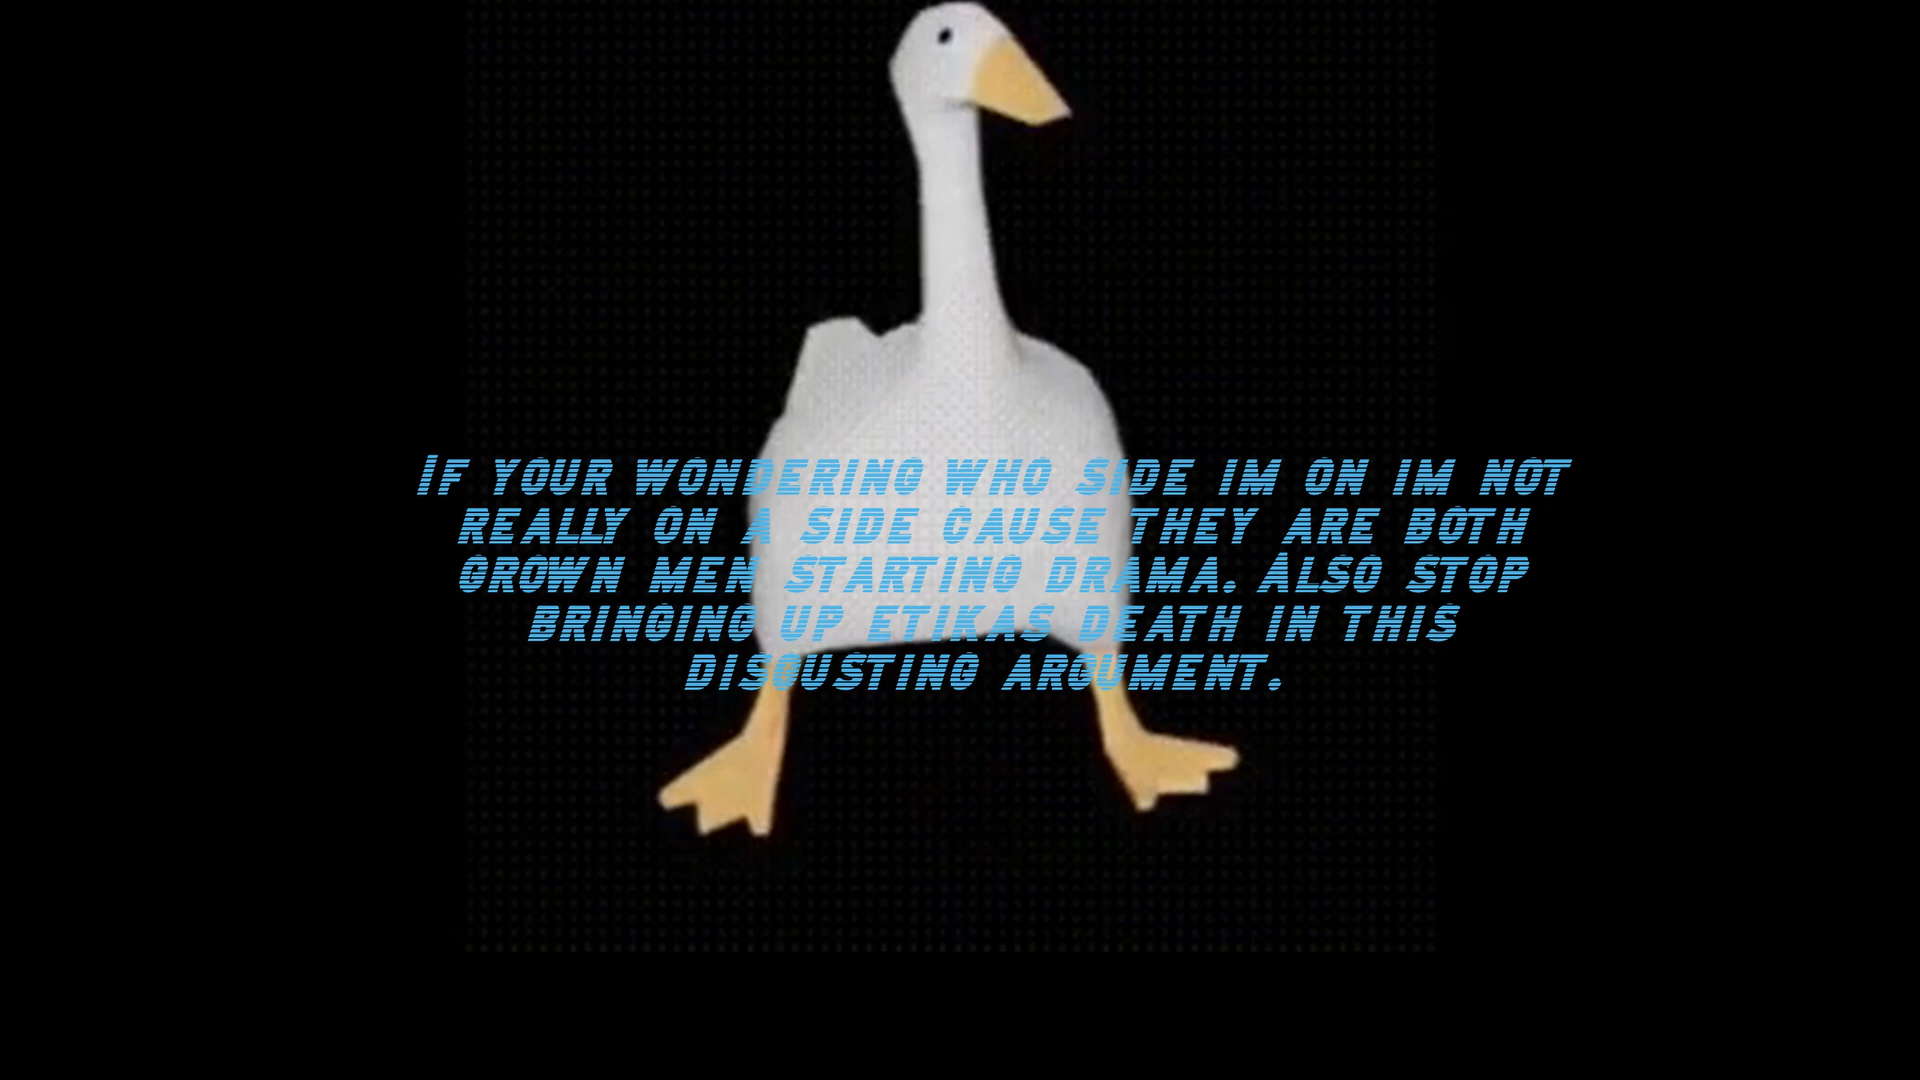 If your wondering who side im on im not
really on a side cause they are both
grown men starting drama. Also stop
bringing up etikas death in this
disgusting argument.